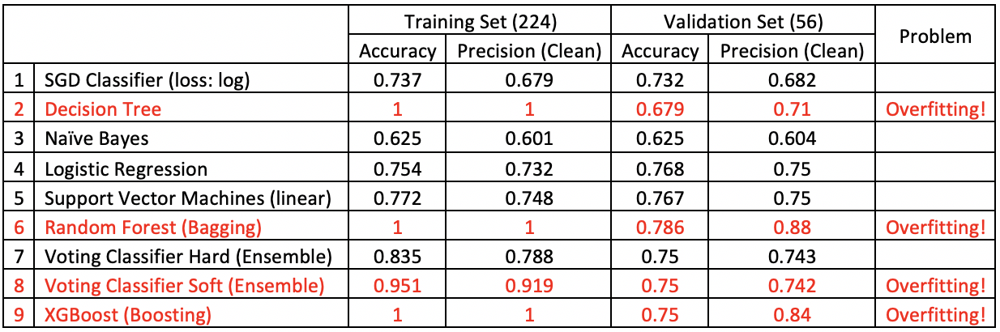 Training Set (224) Validation Set (56) Problem
Accuracy Precision (Clean) Accuracy Precision (Clean)
1 SGD Classifier (loss: log) 0.737 0.679 0.732 0.682
2 Decision Tree 1 1 0.679 0.71 Overfitting!
3 Naïve Bayes 0.625 0.601 0.625 0.604
4 Logistic Regression 0.754 0.732 0.768 0.75
5 Support Vector Machines (linear) 0.772 0.748 0.767 0.75
6 Random Forest (Bagging) 1 1 0.786 0.88 Overfitting!
7 Voting Classifier Hard (Ensemble) 0.835 0.788 0.75 0.743
8 Voting Classifier Soft (Ensemble) 0.951 0.919 0.75 0.742 Overfitting!
9 XGBoost (Boosting) 1 1 0.75 0.84 Overfitting!